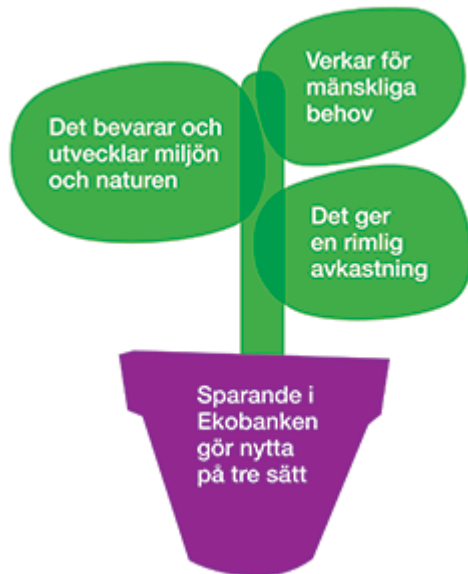 Det bevarar och
utvecklar miljön
och naturen
Verkar för
mänskliga
behov
Det ger
en rimlig
avkastning
Sparande i
Ekobanken
gör nytta
på tre sätt